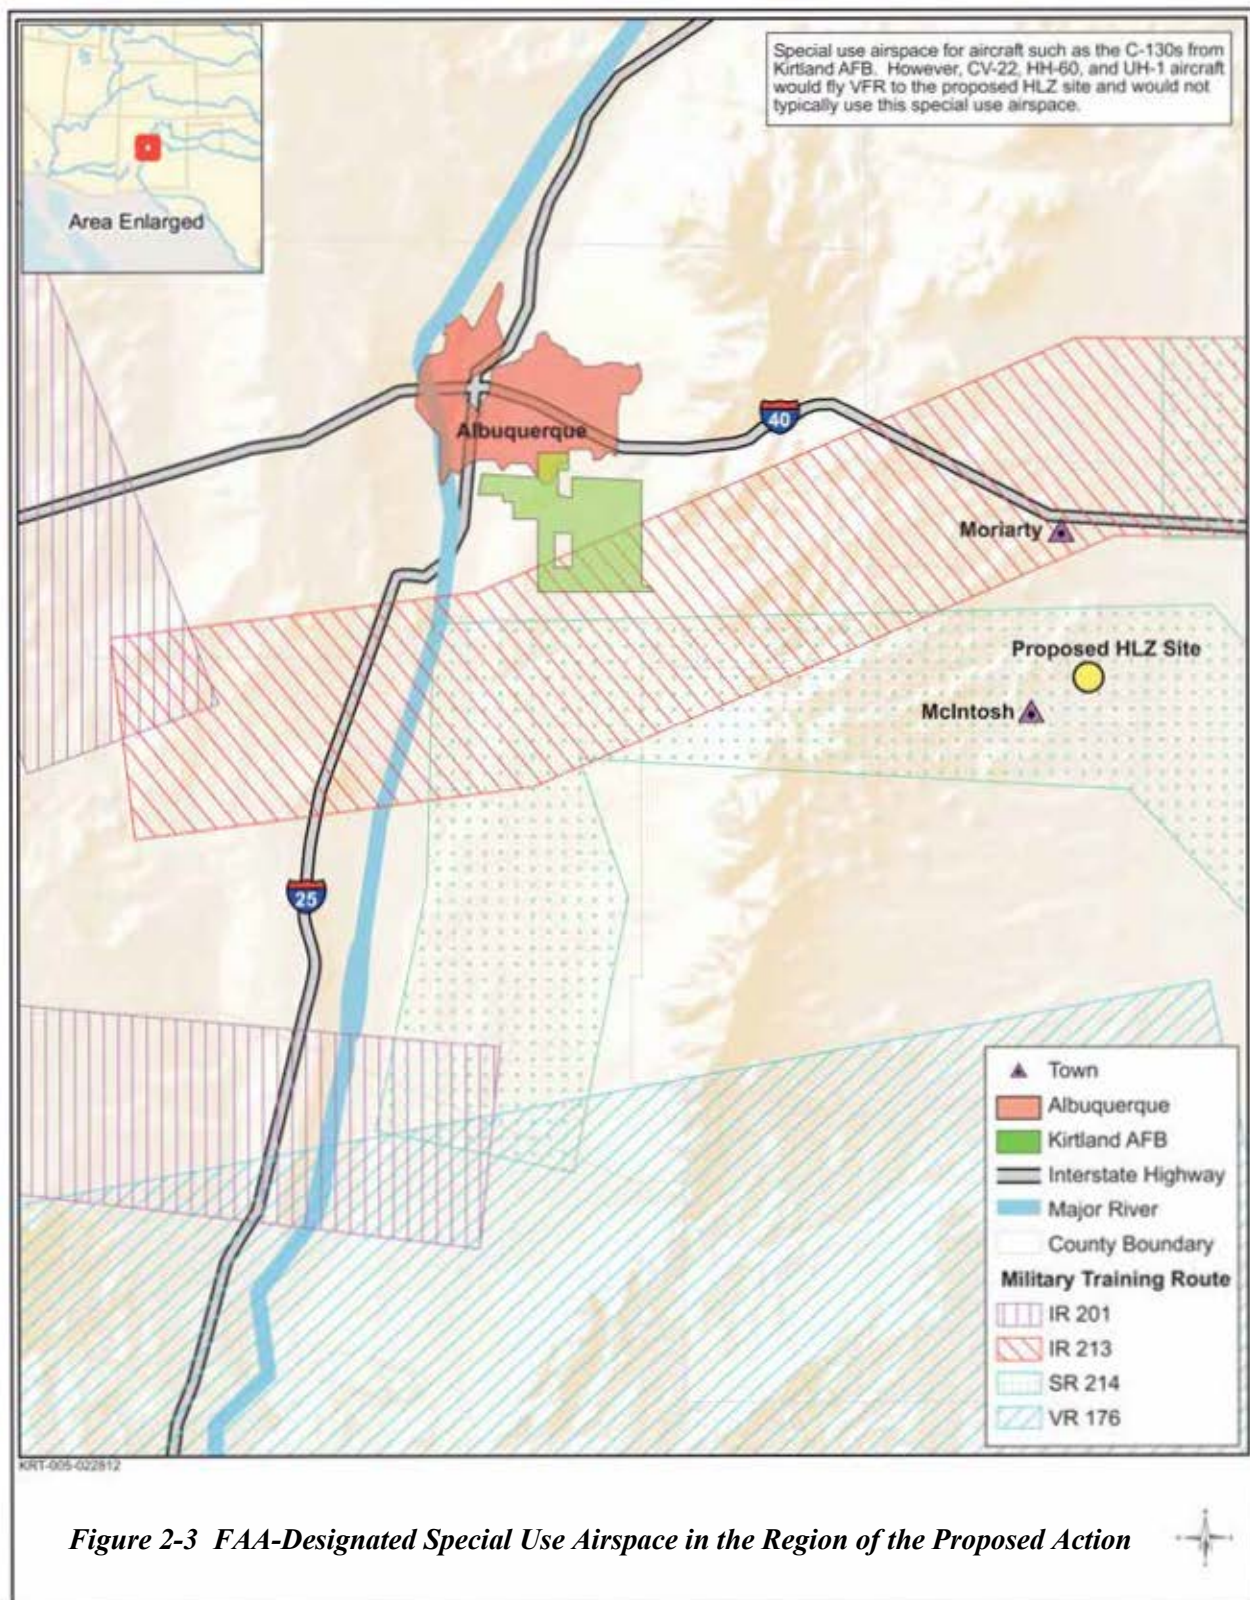 Special use airspace for aircraft such as the C-130s from
Kirtland AFB.  However, CV-22, HH-60, and UH-1 aircraft
would fly VFR to the proposed HLZ site and would not
typically use this special use airspace.
Area Enlarged
Albuquerque
40
Moriarty
Proposed HLZ Site
McIntosh
25
Town
Albuquerque
Kirtland AFB
Interstate Highway
Major River
County Boundary
Military Training Route
IR 201
IR 213
SR 214
VR 176
KRT-005-022812
Figure 2-3  FAA-Designated Special Use Airspace in the Region of the Proposed Action